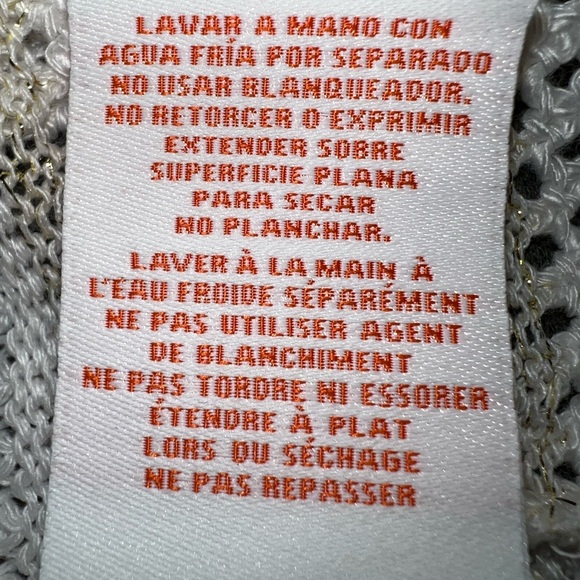 LAVAR A MANO CON
AGUA FRÍA POR SEPARADO
NO USAR BLANQUEADOR.
NO RETORCER O EXPRIMIR
EXTENDER SOBRE
SUPERFICIE PLANA
PARA SECAR
NO PLANCHAR.
LAVER À LA MAIN À
L'EAU FROIDE SÉPARÉMENT
NE PAS UTILISER AGENT
DE BLANCHIMENT
NE PAS TORDRE NI ESSORER
ÉTENDRE À PLAT
LORS DU SÉCHAGE
NE PAS REPASSER